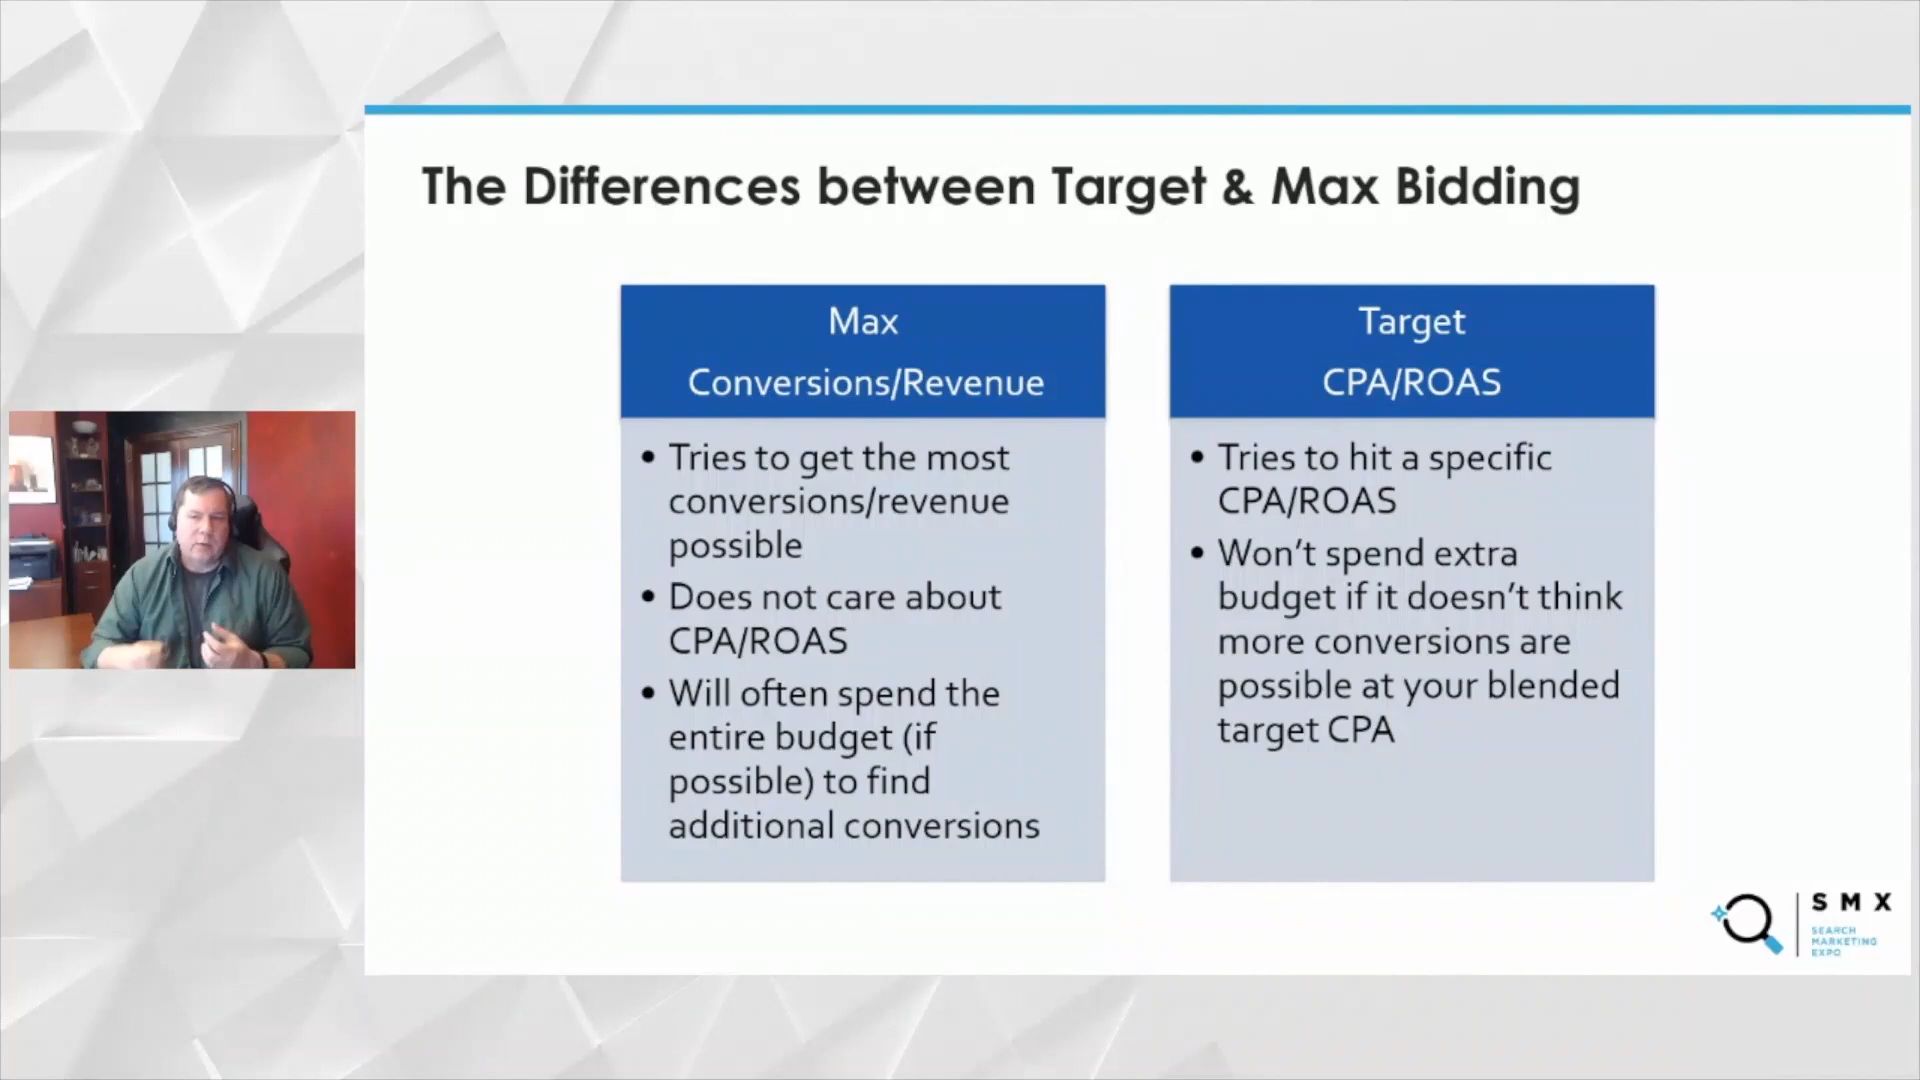 The Differences between Target & Max Bidding
Max
Conversions/Revenue
• Tries to get the most
conversions/revenue
possible
• Does not care about
CPA/ROAS
• Will often spend the
entire budget (if
possible) to find
additional conversions
Target
CPA/ROAS
• Tries to hit a specific
CPA/ROAS
• Won’t spend extra
budget if it doesn’t think
more conversions are
possible at your blended
target CPA
SMX
SEARCH
MARKETING
EXPO